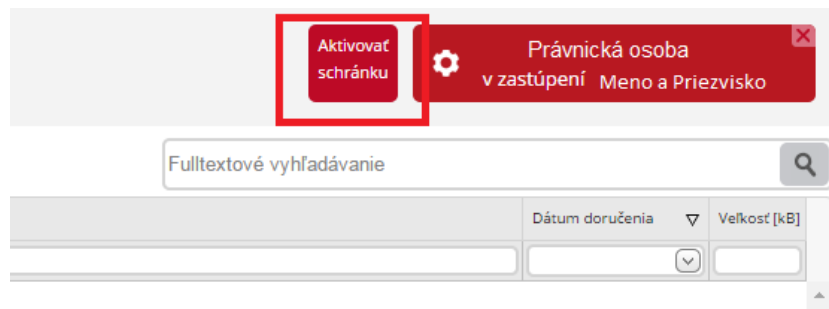 Aktivovať
schránku
Právnická osoba
v zastúpení Meno a Priezvisko
Fulltextové vyhľadávanie
Dátum doručenia
Veľkosť [kB]